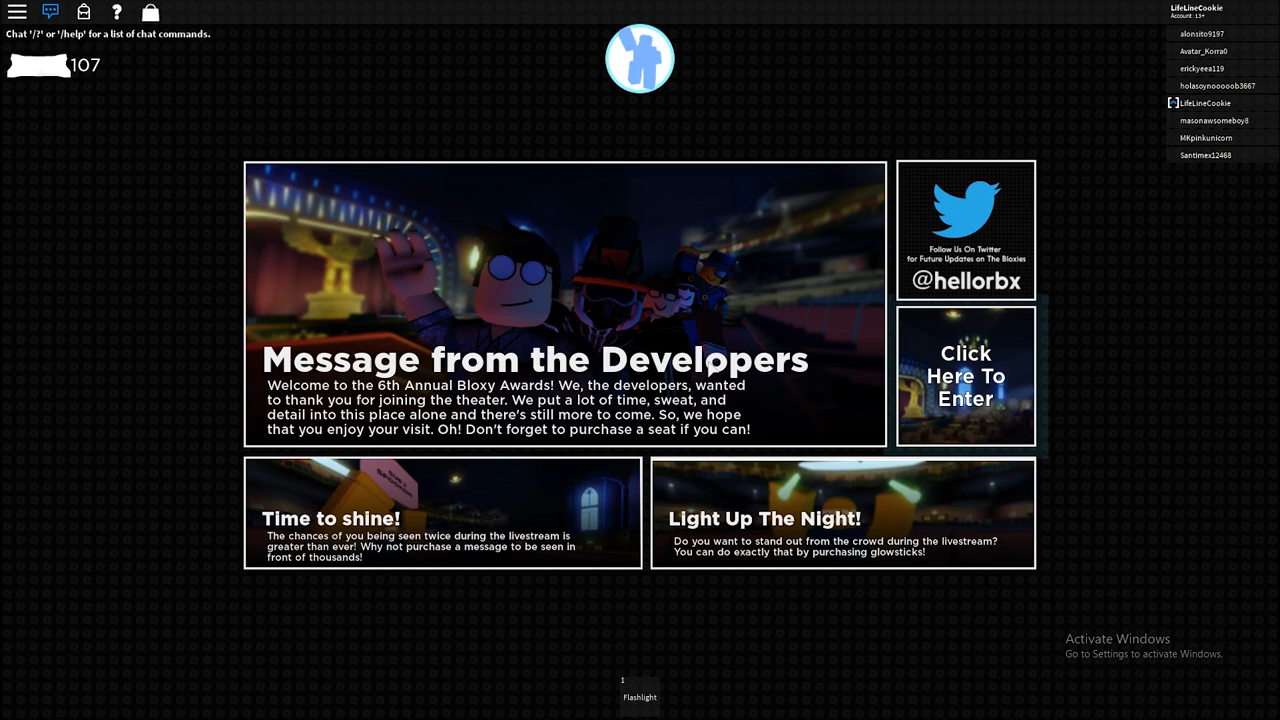 LifeLineCookie
Account: 13+
Chat '/?' or '/help' for a list of chat commands.
107
alonsito9197
Avatar_Korra0
erickyeea119
holasoynooooob3667
LifeLineCookie
masonawsomeboy8
MKpinkunicorn
Santimex12468
Message from the Developers
Welcome to the 6th Annual Bloxy Awards! We, the developers, wanted
to thank you for joining the theater. We put a lot of time, sweat, and
detail into this place alone and there's still more to come. So, we hope
that you enjoy your visit. Oh! Don't forget to purchase a seat if you can!
Follow Us On Twitter
for Future Updates on The Bloxies
@hellorbx
Click
Here To
Enter
Time to shine!
The chances of you being seen twice during the livestream is
greater than ever! Why not purchase a message to be seen in
front of thousands!
Light Up The Night!
Do you want to stand out from the crowd during the livestream?
You can do exactly that by purchasing glowsticks!
Activate Windows
Go to Settings to activate Windows.
1
Flashlight